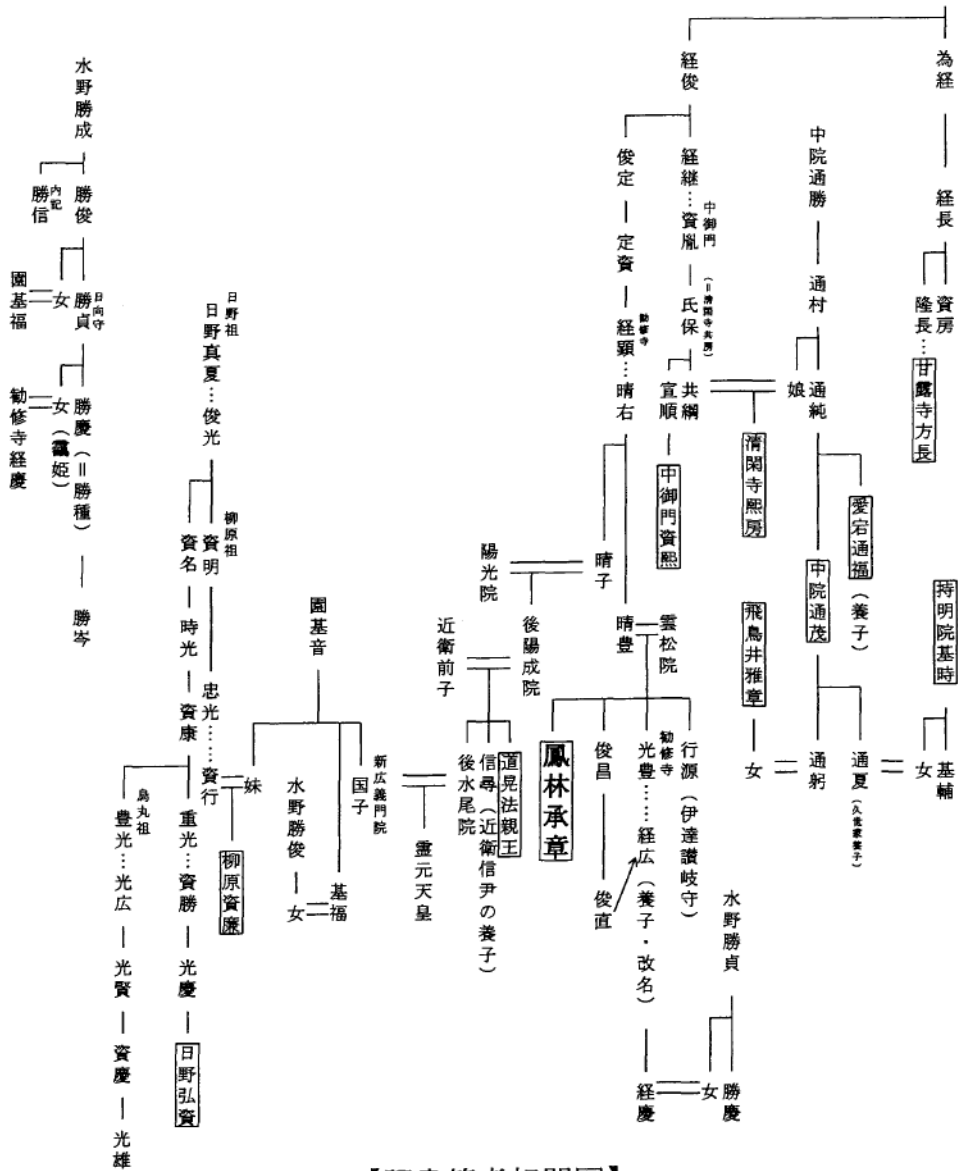 為経
経長
資房
隆長…甘露寺方長
持明院基時
基輔
女
中院通勝
通村
通純
娘
愛宕通福(養子)
中院通茂
通夏(久世家養子)
通躬
飛鳥井雅章
女
清閑寺熙房
経俊
経継…資胤
中御門
氏保
(=清閑寺共房)
共綱
宣順
中御門資熙
俊定
定資
経顕…晴右
勧修寺
晴子
晴豊
雲松院
行源(伊達讃岐守)
勧修寺
光豊……経広(養子・改名)
俊昌
俊直
鳳林承章
水野勝貞
勝慶
女
経慶
陽光院
後陽成院
近衛前子
道晃法親王
信尋(近衛信尹の養子)
後水尾院
新広義門院
国子
霊元天皇
園基音
基福
妹
水野勝俊
女
日野祖
日野真夏…俊光
柳原祖
資明
忠光……資行
柳原資廉
資名
時光
資康
重光…資勝
光慶
日野弘資
烏丸祖
豊光…光広
光賢
資慶
光雄
水野勝成
勝俊
内記
勝信
日向守
勝貞
女
園基福
勝慶(=勝種)
勝岑
女
勧修寺経慶